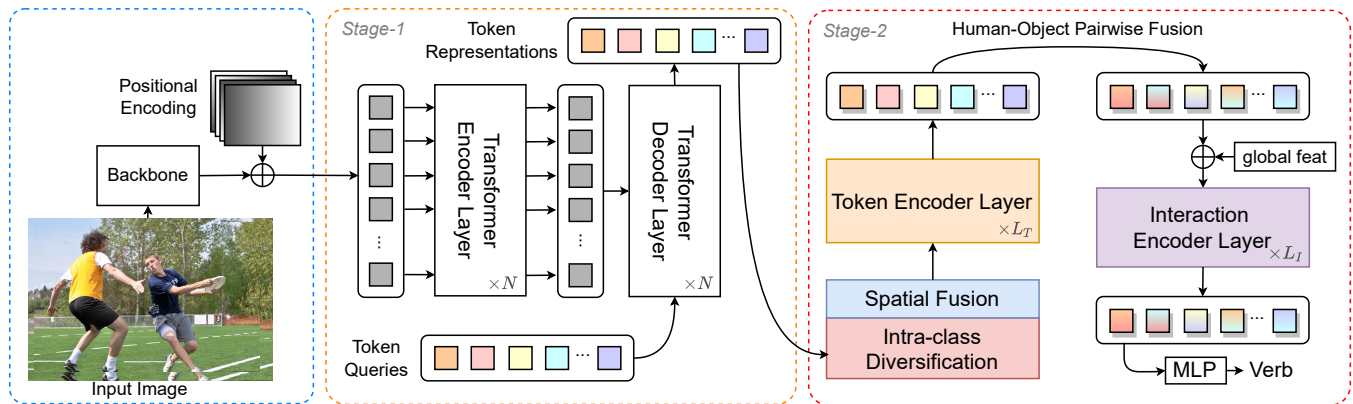 Positional
Encoding
Backbone
Input Image
Stage-1
Token
Representations
...
Transformer
Encoder Layer
×N
Transformer
Decoder Layer
×N
...
...
Token
Queries
...
Stage-2
Human-Object Pairwise Fusion
...
...
global feat
Token Encoder Layer
×L_T
Interaction
Encoder Layer
×L_I
Spatial Fusion
Intra-class
Diversification
...
MLP
Verb